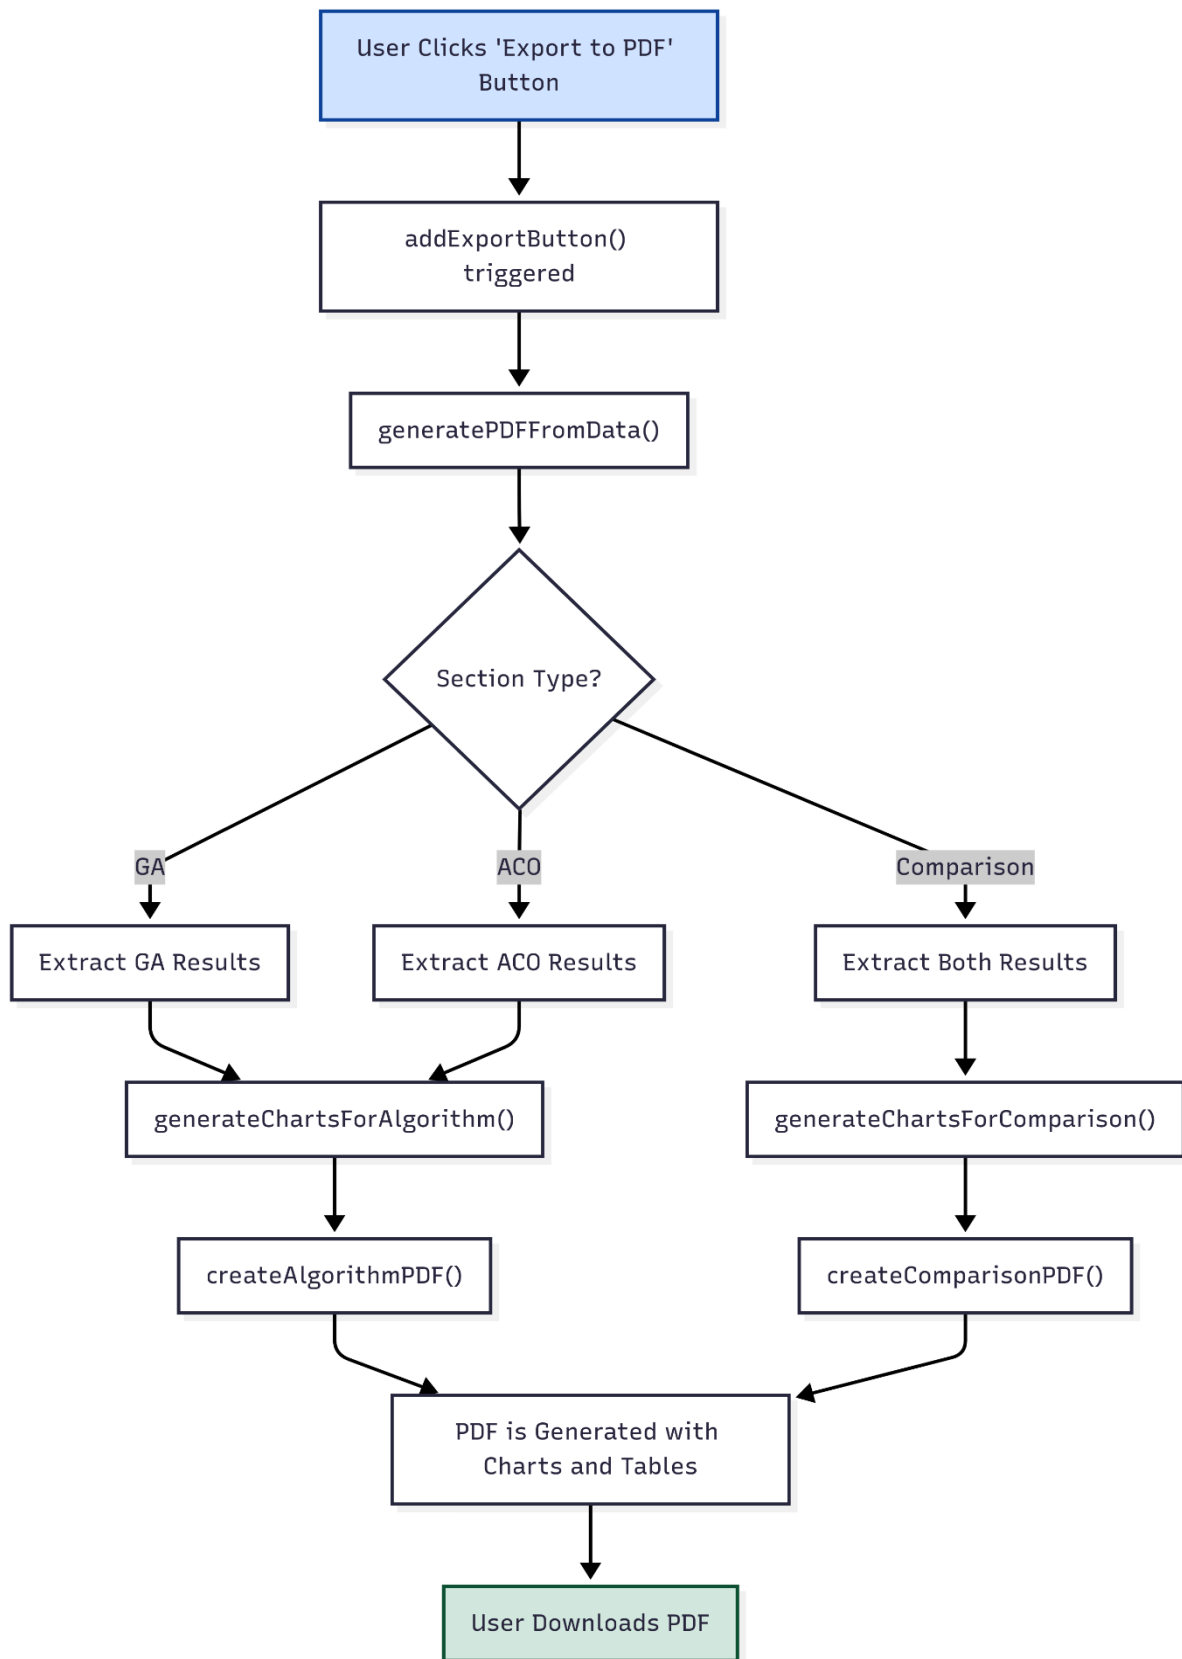 User Clicks 'Export to PDF'
Button
addExportButton()
triggered
generatePDFFromData()
Section Type?
GA
ACO
Comparison
Extract GA Results
Extract ACO Results
Extract Both Results
generateChartsForAlgorithm()
generateChartsForComparison()
createAlgorithmPDF()
createComparisonPDF()
PDF is Generated with
Charts and Tables
User Downloads PDF